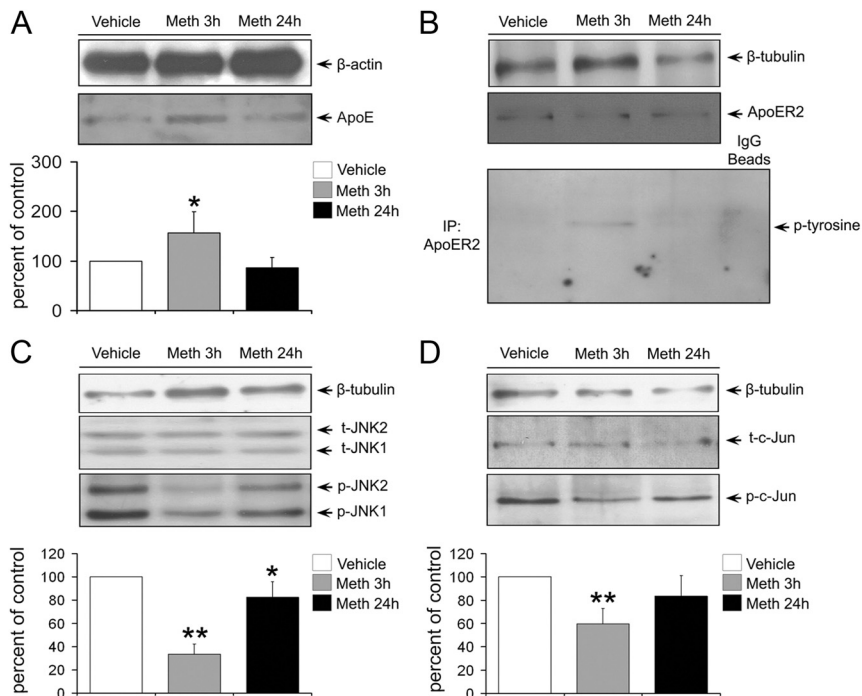 A
Vehicle Meth 3h Meth 24h
β-actin
ApoE
300
200
100
0
percent of control
*
Vehicle
Meth 3h
Meth 24h
B
Vehicle Meth 3h Meth 24h
β-tubulin
ApoER2
IgG
Beads
IP:
ApoER2
p-tyrosine
C
Vehicle Meth 3h Meth 24h
β-tubulin
t-JNK2
t-JNK1
p-JNK2
p-JNK1
120
100
80
60
40
20
0
percent of control
**
*
Vehicle
Meth 3h
Meth 24h
D
Vehicle Meth 3h Meth 24h
β-tubulin
t-c-Jun
p-c-Jun
120
100
80
60
40
20
0
percent of control
**
Vehicle
Meth 3h
Meth 24h